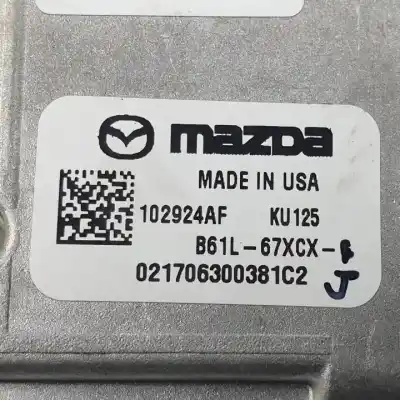 mazda
MADE IN USA
102924AF KU125
B61L-67XCX-
021706300381C2 J